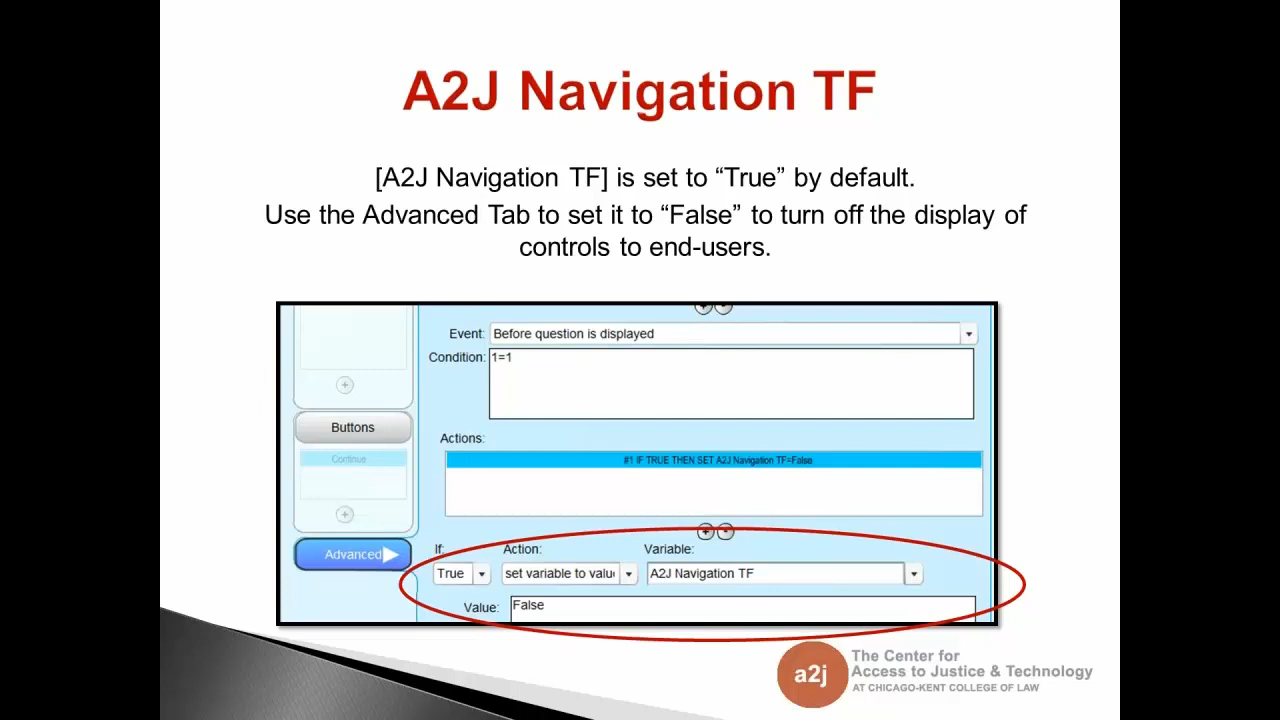 A2J Navigation TF
[A2J Navigation TF] is set to “True” by default.
Use the Advanced Tab to set it to “False” to turn off the display of
controls to end-users.
Event: Before question is displayed
Condition: 1=1
Buttons
Actions:
Continue
#1 IF TRUE THEN SET A2J Navigation TF=False
Advanced
If: Action: Variable:
True set variable to valu A2J Navigation TF
Value: False
a2j
The Center for
Access to Justice & Technology
AT CHICAGO-KENT COLLEGE OF LAW